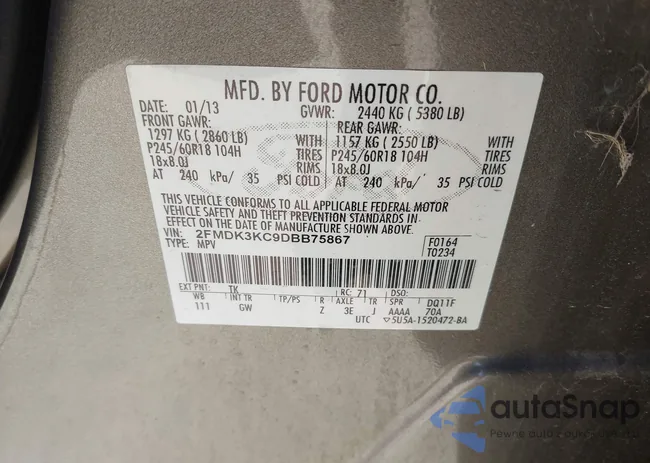 MFD. BY FORD MOTOR CO.
DATE: 01/13 GVWR: 2440 KG ( 5380 LB)
FRONT GAWR: REAR GAWR:
1297 KG ( 2860 LB) WITH 1157 KG ( 2550 LB) WITH
P245/60R18 104H TIRES P245/60R18 104H TIRES
18x8.0J RIMS 18x8.0J RIMS
AT 240 kPa/ 35 PSI COLD AT 240 kPa/ 35 PSI COLD
THIS VEHICLE CONFORMS TO ALL APPLICABLE FEDERAL MOTOR
VEHICLE SAFETY AND THEFT PREVENTION STANDARDS IN
EFFECT ON THE DATE OF MANUFACTURE SHOWN ABOVE.
VIN: 2FMDK3KC9DBB75867 F0164
TYPE: MPV T0234
EXT PNT: TK RC: 71 DSO:
WB INT TR TP/PS R AXLE TR SPR DQ11F
111 GW Z 3E J AAAA 70A
UTC ▽5U5A-1520472-BA
autoSnap
Pewne auto z